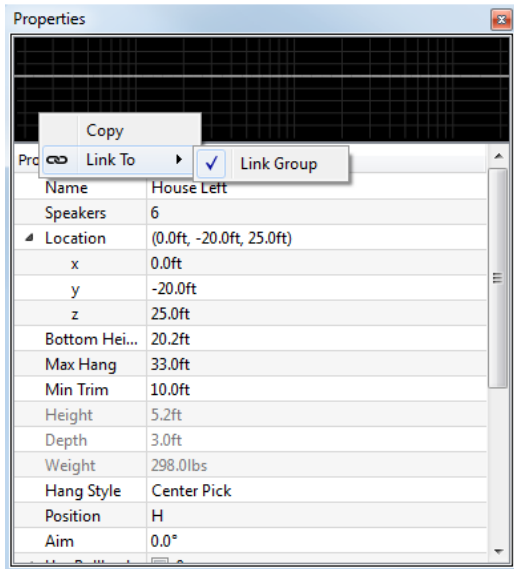 Properties
Copy
Link To
Link Group
Pro
Name House Left
Speakers 6
Location (0.0ft, -20.0ft, 25.0ft)
x 0.0ft
y -20.0ft
z 25.0ft
Bottom Hei... 20.2ft
Max Hang 33.0ft
Min Trim 10.0ft
Height 5.2ft
Depth 3.0ft
Weight 298.0lbs
Hang Style Center Pick
Position H
Aim 0.0°